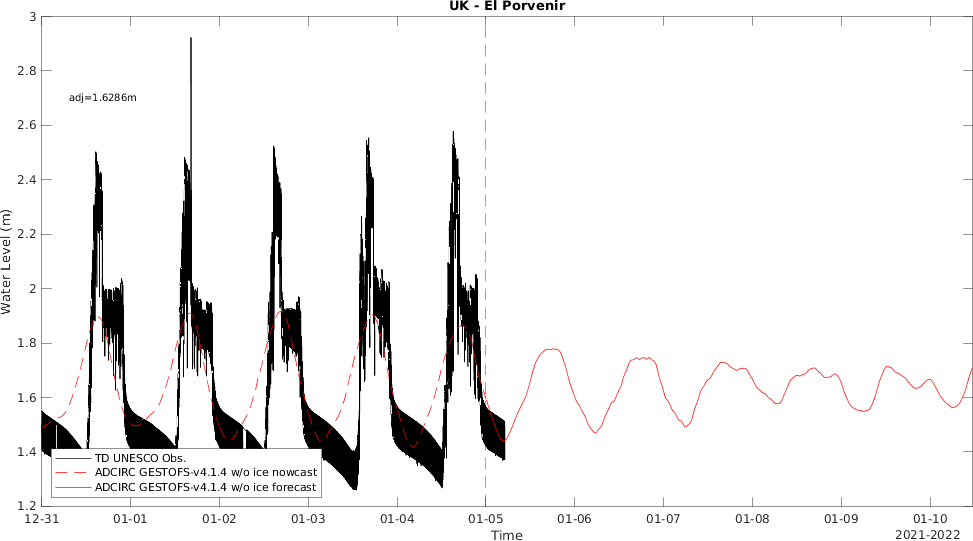 UK - El Porvenir
3
2.8
adj=1.6286m
2.6
2.4
2.2
2
1.8
1.6
1.4
1.2
Water Level (m)
TD UNESCO Obs.
ADCIRC GESTOFS-v4.1.4 w/o ice nowcast
ADCIRC GESTOFS-v4.1.4 w/o ice forecast
12-31 01-01 01-02 01-03 01-04 01-05 01-06 01-07 01-08 01-09 01-10
Time
2021-2022